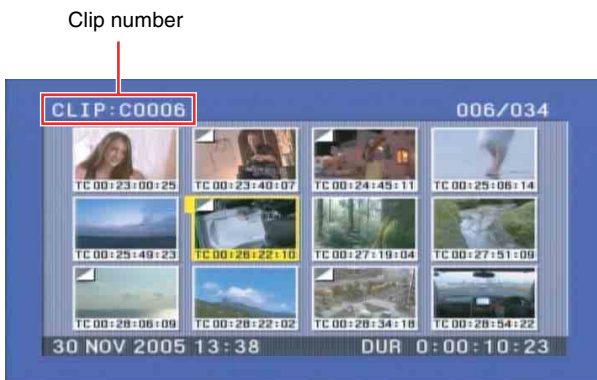 Clip number
CLIP:C0006 006/034
TC 00:23:00:25 TC 00:23:40:07 TC 00:24:45:11 TC 00:25:06:14
TC 00:25:49:23 TC 00:26:22:10 TC 00:27:19:04 TC 00:27:51:09
TC 00:28:06:09 TC 00:28:22:02 TC 00:28:34:18 TC 00:28:54:22
30 NOV 2005 13:38 DUR 0:00:10:23